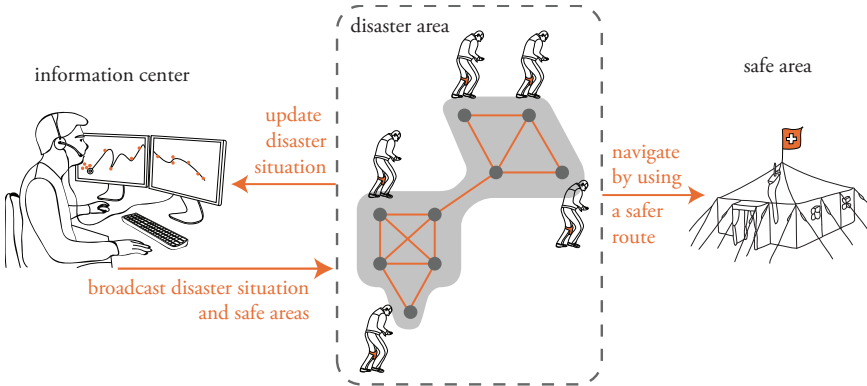 information center
update
disaster
situation
broadcast disaster situation
and safe areas
disaster area
navigate
by using
a safer
route
safe area